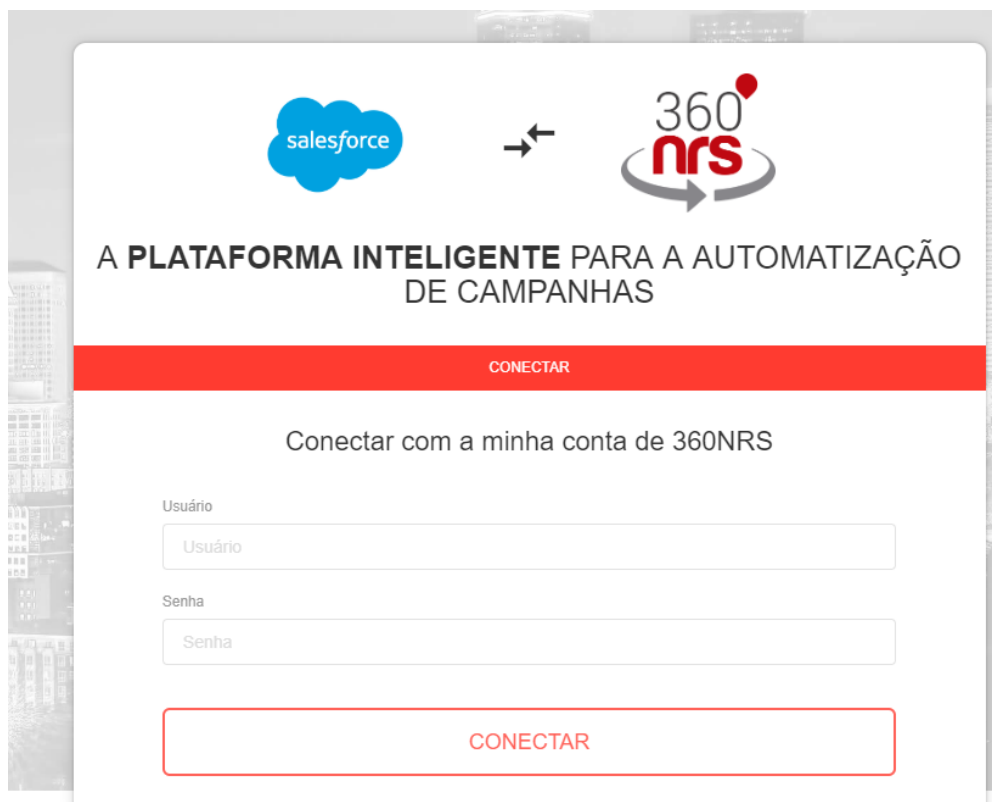 salesforce
360
nrs
A PLATAFORMA INTELIGENTE PARA A AUTOMATIZAÇÃO
DE CAMPANHAS
CONECTAR
Conectar com a minha conta de 360NRS
Usuário
Usuário
Senha
Senha
CONECTAR